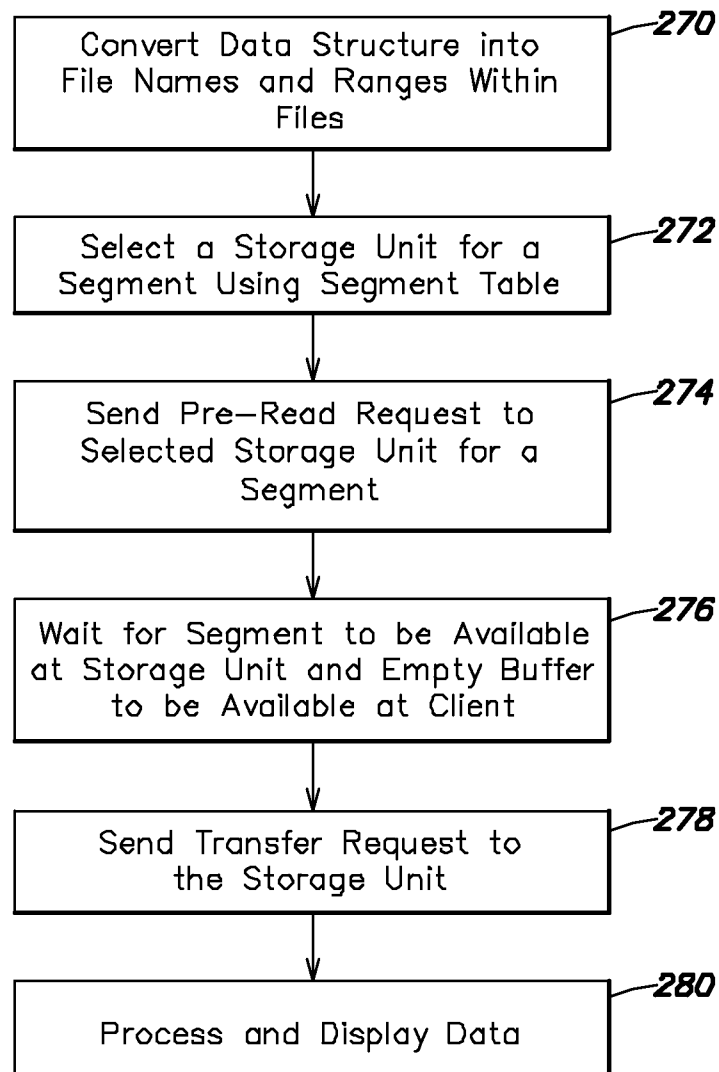 270
Convert Data Structure into
File Names and Ranges Within
Files
272
Select a Storage Unit for a
Segment Using Segment Table
274
Send Pre-Read Request to
Selected Storage Unit for a
Segment
276
Wait for Segment to be Available
at Storage Unit and Empty Buffer
to be Available at Client
278
Send Transfer Request to
the Storage Unit
280
Process and Display Data